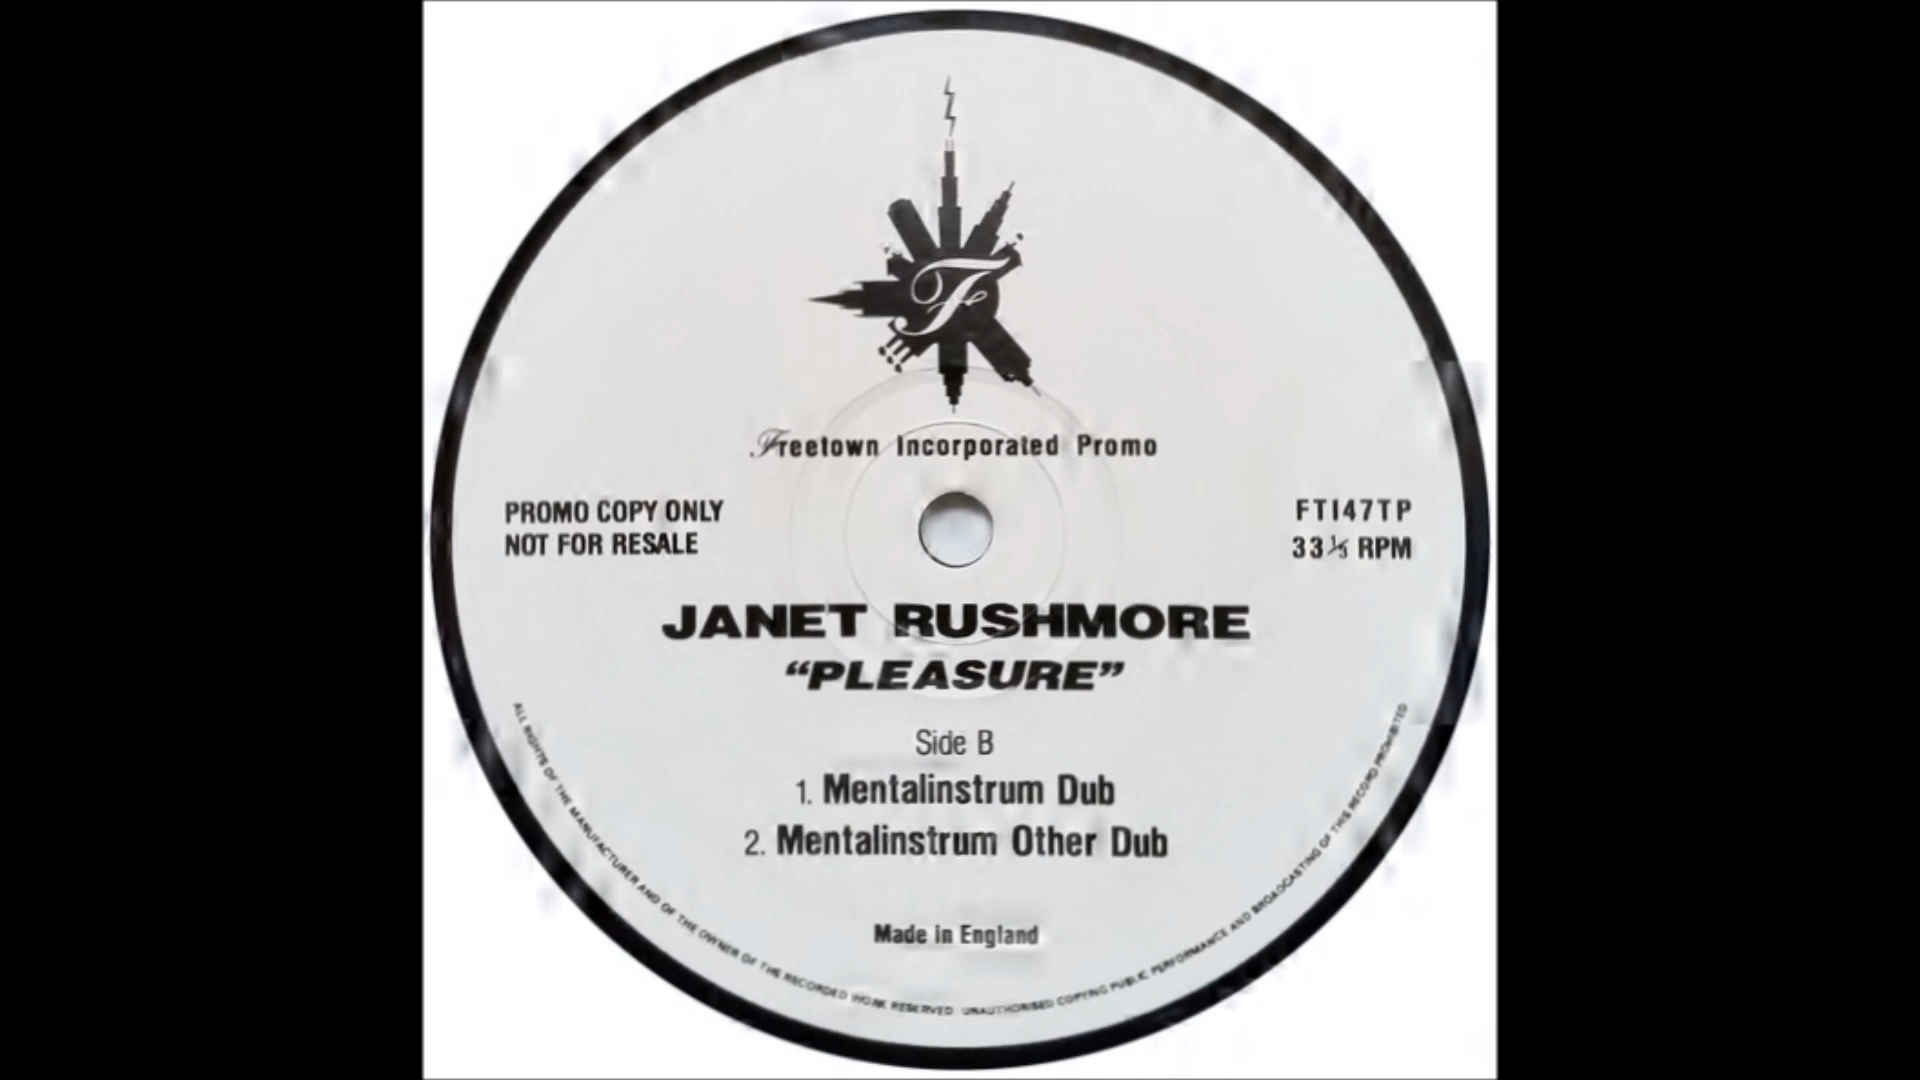 F
Freetown Incorporated Promo
PROMO COPY ONLY
NOT FOR RESALE
FTI47TP
33⅓ RPM
JANET RUSHMORE
“PLEASURE”
Side B
1. Mentalinstrum Dub
2. Mentalinstrum Other Dub
Made in England
ALL RIGHTS OF THE MANUFACTURER AND OF THE OWNER OF THE RECORDED WORK RESERVED UNAUTHORISED COPYING PUBLIC PERFORMANCE AND BROADCASTING OF THIS RECORD PROHIBITED